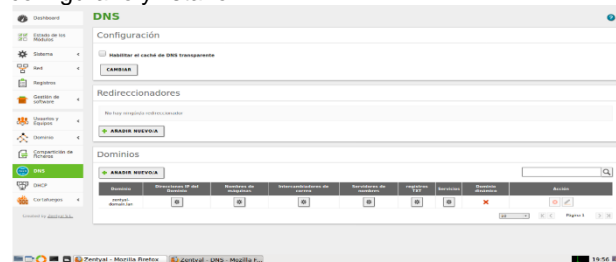 DNS
Dashboard
Configuración
Estado de los Módulos
Habilitar el caché de DNS transparente
Sistema
CAMBIAR
Red
Registros
Redireccionadores
Gestión de software
No hay ningún/a redireccionador
Usuarios y Equipos
AÑADIR NUEVO/A
Dominio
Compartición de Ficheros
Dominios
DNS
AÑADIR NUEVO/A
DHCP
Dominio Direcciones IP del Dominio Nombres de máquinas Intercambiadores de correo Servidores de nombres registros TXT Servicios Dominio dinámico Acción
Cortafuegos
zentyal-domain.lan
10 Página 1
Zentyal - Mozilla Firefox Zentyal - DNS - Mozilla F... 19:56